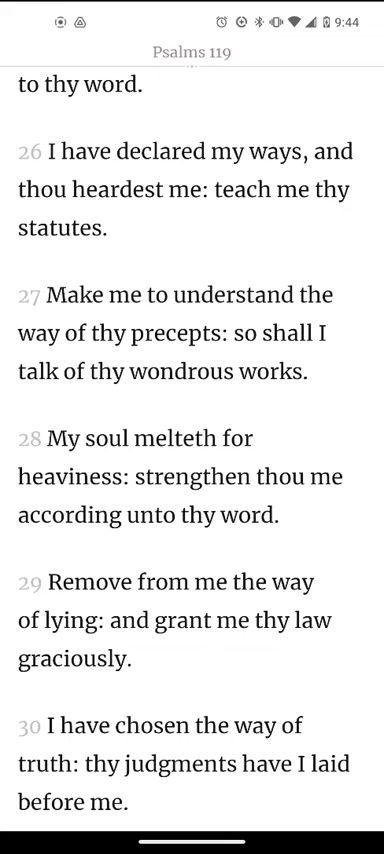 9:44
Psalms 119
to thy word.
26 I have declared my ways, and
thou heardest me: teach me thy
statutes.
27 Make me to understand the
way of thy precepts: so shall I
talk of thy wondrous works.
28 My soul melteth for
heaviness: strengthen thou me
according unto thy word.
29 Remove from me the way
of lying: and grant me thy law
graciously.
30 I have chosen the way of
truth: thy judgments have I laid
before me.